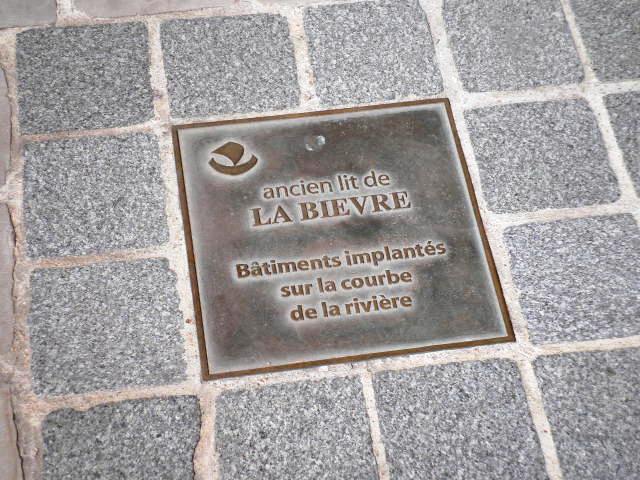 ancien lit de
LA BIEVRE
Bâtiments implantés
sur la courbe
de la rivière